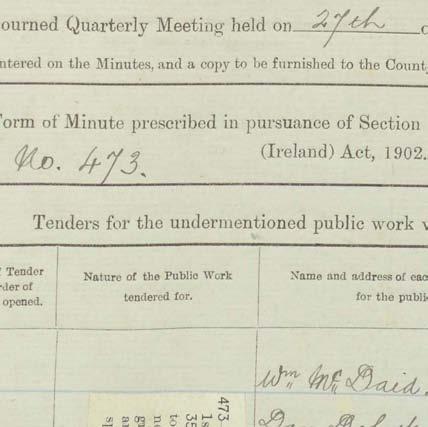 ourned Quarterly Meeting held on 27th
ntered on the Minutes, and a copy to be furnished to the County
Form of Minute prescribed in pursuance of Section
No. 473.
(Ireland) Act, 1902.
Tenders for the undermentioned public work w
Tender
der of
opened.
Nature of the Public Work
tendered for.
Name and address of eac
for the publi
Wm McDaid.
473